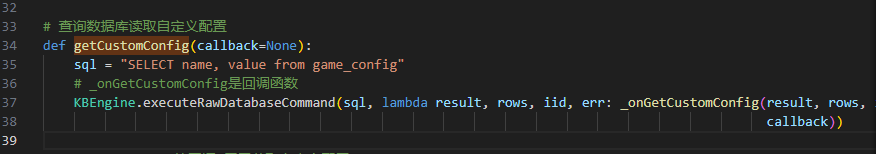 32
33 # 查询数据库读取自定义配置
34 def getCustomConfig(callback=None):
35 sql = "SELECT name, value from game_config"
36 # _onGetCustomConfig是回调函数
37 KBEngine.executeRawDatabaseCommand(sql, lambda result, rows, iid, err: _onGetCustomConfig(result, rows,
38 callback))
39